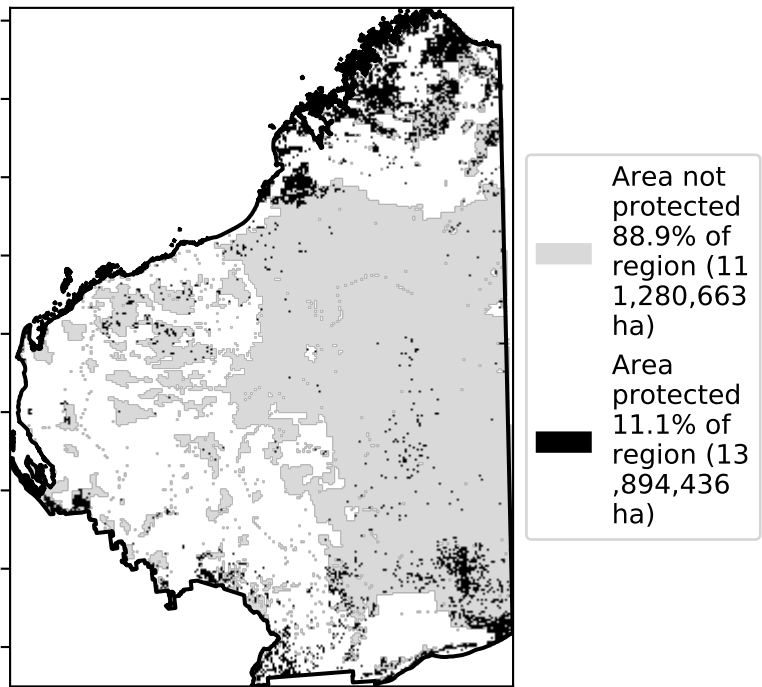 Area not
protected
88.9% of
region (11
1,280,663
ha)
Area
protected
11.1% of
region (13
,894,436
ha)